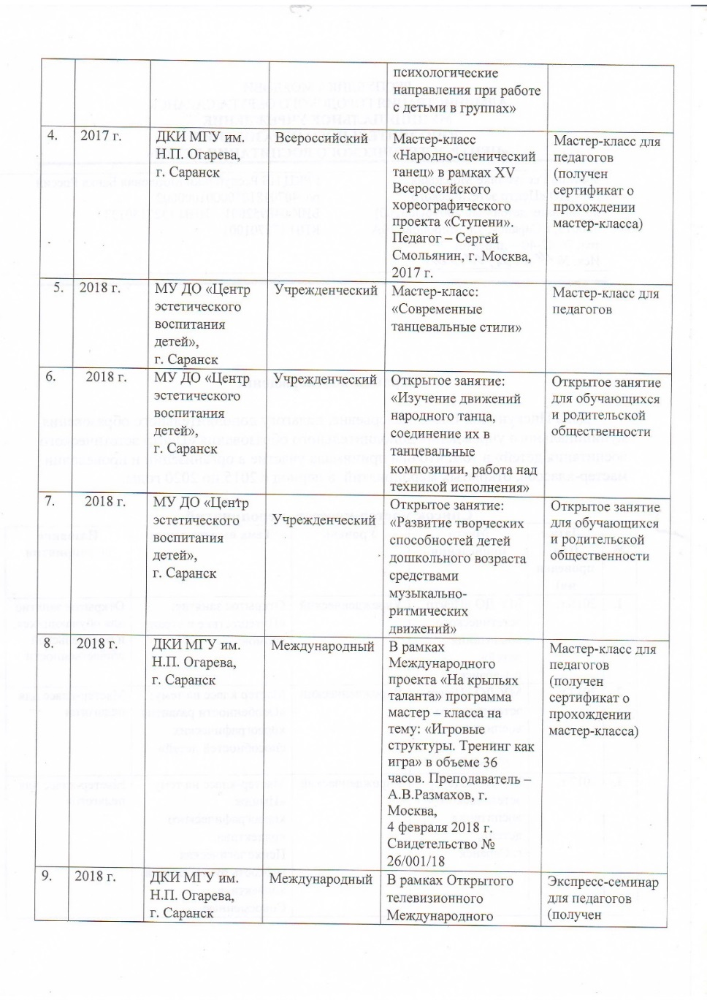 психологические
направления при работе
с детьми в группах»
4.
2017 г.
ДКИ МГУ им.
Н.П. Огарева,
г. Саранск
Всероссийский
Мастер-класс
«Народно-сценический
танец» в рамках XV
Всероссийского
хореографического
проекта «Ступени».
Педагог – Сергей
Смольянин, г. Москва,
2017 г.
Мастер-класс для
педагогов
(получен
сертификат о
прохождении
мастер-класса)
5.
2018 г.
МУ ДО «Центр
эстетического
воспитания
детей»,
г. Саранск
Учрежденческий
Мастер-класс:
«Современные
танцевальные стили»
Мастер-класс для
педагогов
6.
2018 г.
МУ ДО «Центр
эстетического
воспитания
детей»,
г. Саранск
Учрежденческий
Открытое занятие:
«Изучение движений
народного танца,
соединение их в
танцевальные
композиции, работа над
техникой исполнения»
Открытое занятие
для обучающихся
и родительской
общественности
7.
2018 г.
МУ ДО «Центр
эстетического
воспитания
детей»,
г. Саранск
Учрежденческий
Открытое занятие:
«Развитие творческих
способностей детей
дошкольного возраста
средствами
музыкально-
ритмических
движений»
Открытое занятие
для обучающихся
и родительской
общественности
8.
2018 г.
ДКИ МГУ им.
Н.П. Огарева,
г. Саранск
Международный
В рамках
Международного
проекта «На крыльях
таланта» программа
мастер – класса на
тему: «Игровые
структуры. Тренинг как
игра» в объеме 36
часов. Преподаватель –
А.В.Размахов, г.
Москва,
4 февраля 2018 г.
Свидетельство №
26/001/18
Мастер-класс для
педагогов
(получен
сертификат о
прохождении
мастер-класса)
9.
2018 г.
ДКИ МГУ им.
Н.П. Огарева,
г. Саранск
Международный
В рамках Открытого
телевизионного
Международного
Экспресс-семинар
для педагогов
(получен